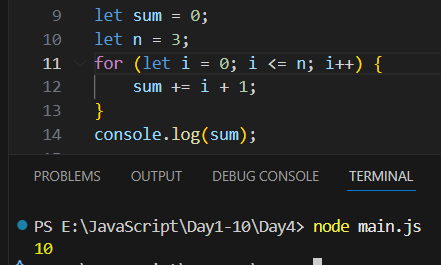 9 let sum = 0;
10 let n = 3;
11 for (let i = 0; i <= n; i++) {
12 sum += i + 1;
13 }
14 console.log(sum);
PROBLEMS OUTPUT DEBUG CONSOLE TERMINAL
PS E:\JavaScript\Day1-10\Day4> node main.js
10